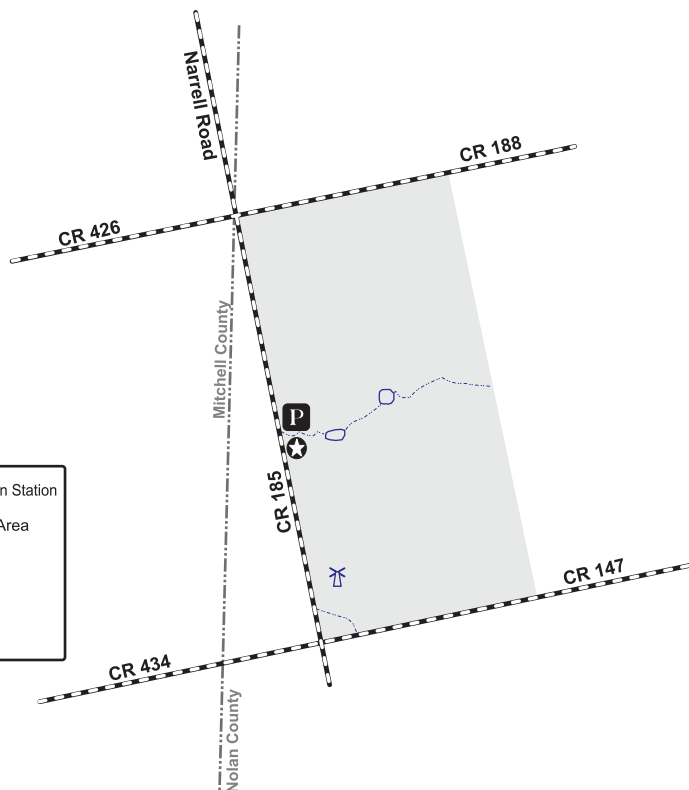 Narrell Road
CR 188
CR 426
Mitchell County
P
CR 185
n Station
Area
CR 147
CR 434
Nolan County